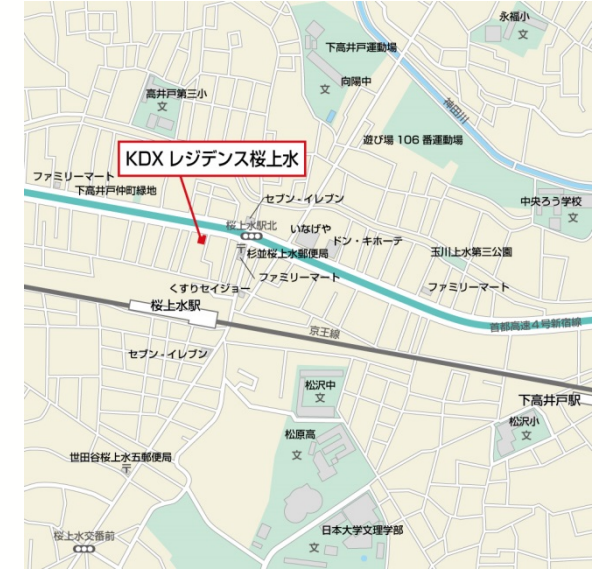 永福小
文
下高井戸運動場
文
向陽中
高井戸第三小
文
神田川
遊び場 106 番運動場
KDX レジデンス桜上水
ファミリーマート
下高井戸仲町緑地
中央ろう学校
文
セブン-イレブン
桜上水駅北
いなげや
ドン・キホーテ
〒
杉並桜上水郵便局
玉川上水第三公園
ファミリーマート
ファミリーマート
くすりセイジョー
桜上水駅
首都高速4号新宿線
京王線
セブン-イレブン
松沢中
文
下高井戸駅
松沢小
文
松原高
文
世田谷桜上水五郵便局
〒
日本大学文理学部
文
桜上水交番前